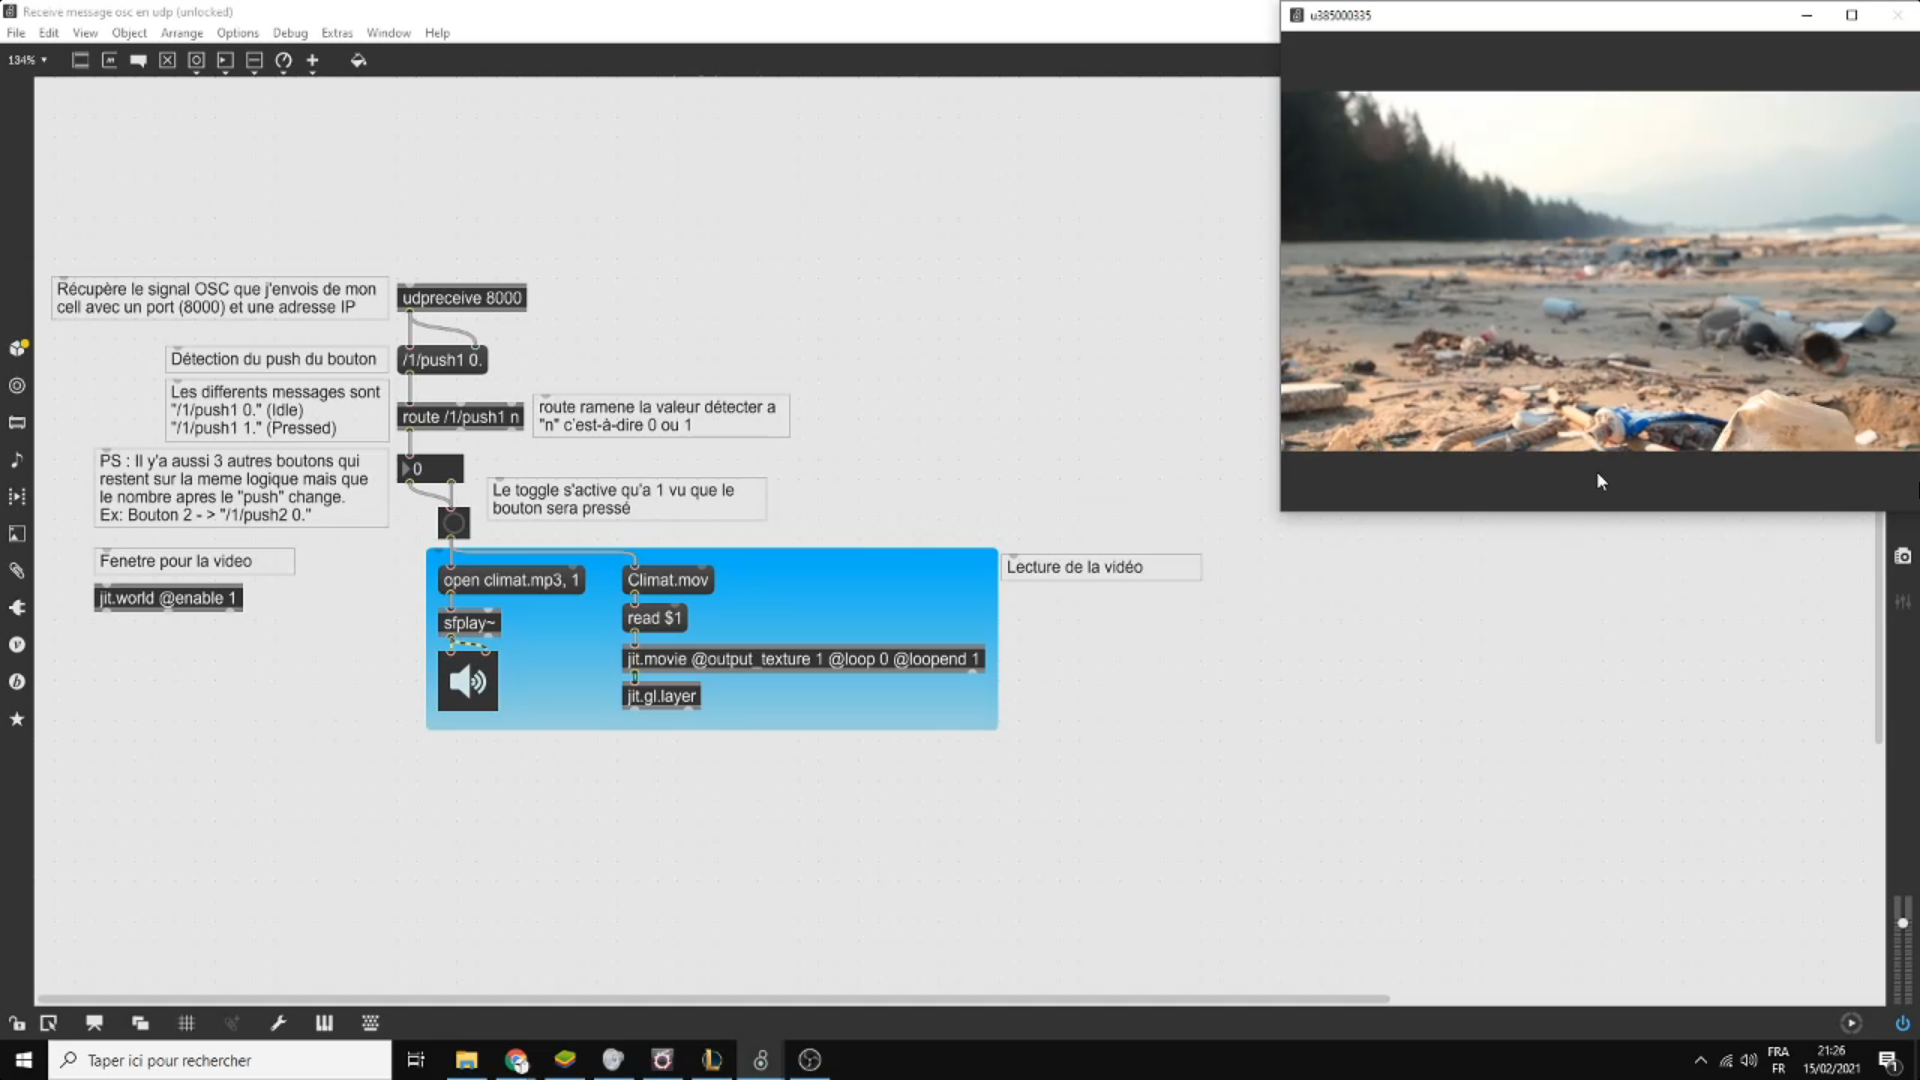 Receive message osc en udp (unlocked)
File Edit View Object Arrange Options Debug Extras Window Help
134%
u385000335
Récupère le signal OSC que j'envois de mon
cell avec un port (8000) et une adresse IP
udpreceive 8000
Détection du push du bouton
/1/push1 0.
Les differents messages sont
"/1/push1 0." (Idle)
"/1/push1 1." (Pressed)
route /1/push1 n
route ramene la valeur détecter a
"n" c'est-à-dire 0 ou 1
PS : Il y'a aussi 3 autres boutons qui
restent sur la meme logique mais que
le nombre apres le "push" change.
Ex: Bouton 2 - > "/1/push2 0."
0
Le toggle s'active qu'a 1 vu que le
bouton sera pressé
Fenetre pour la video
jit.world @enable 1
open climat.mp3, 1
Climat.mov
Lecture de la vidéo
sfplay~
read $1
jit.movie @output_texture 1 @loop 0 @loopend 1
jit.gl.layer
Taper ici pour rechercher
FRA
FR
21:26
15/02/2021
1